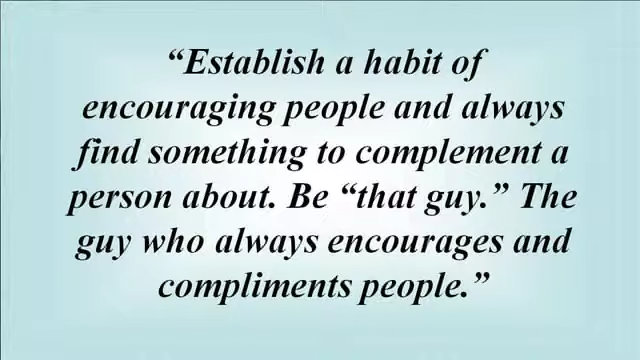 “Establish a habit of
encouraging people and always
find something to complement a
person about. Be “that guy.” The
guy who always encourages and
compliments people.”